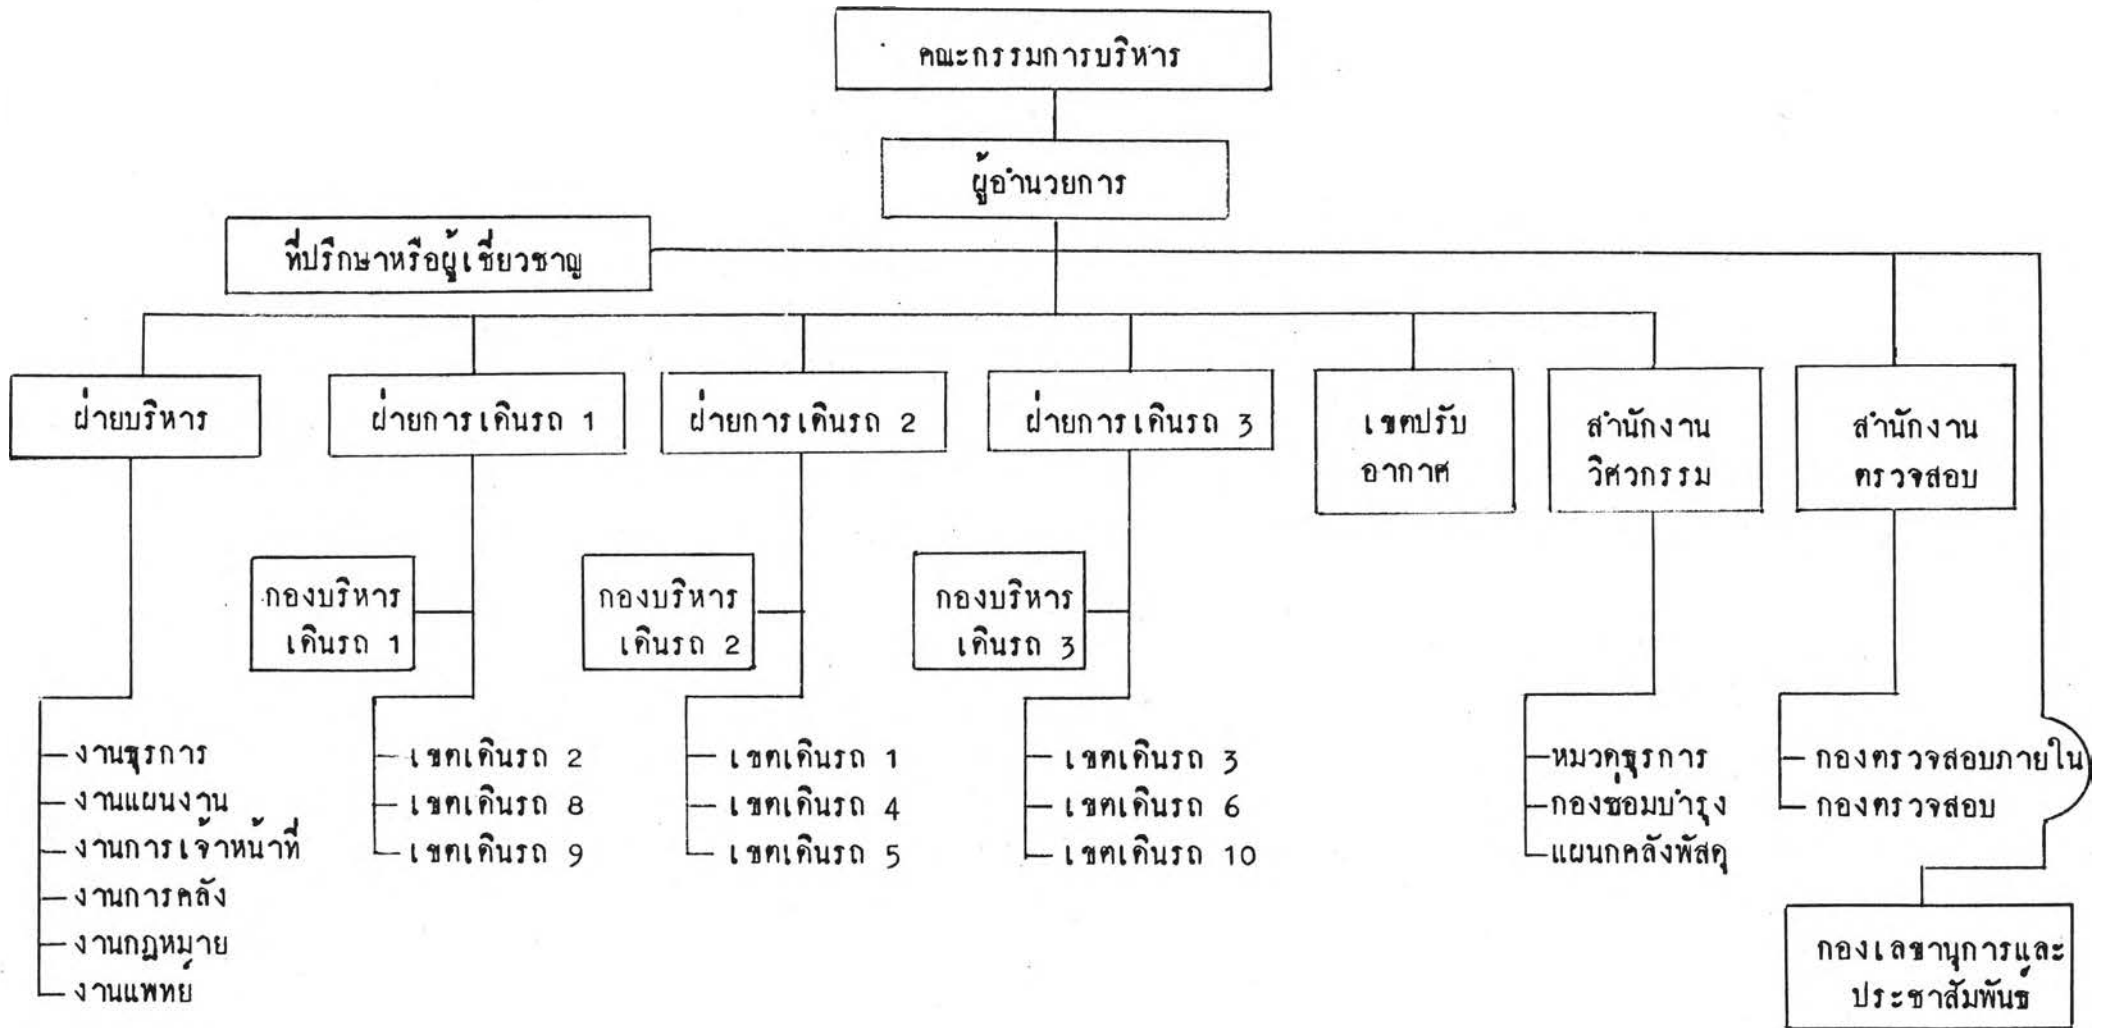 คณะกรรมการบริหาร
ผู้อำนวยการ
ที่ปรึกษาหรือผู้เชี่ยวชาญ
ฝ่ายบริหาร
ฝ่ายการเดินรถ 1
ฝ่ายการเดินรถ 2
ฝ่ายการเดินรถ 3
เขตปรับ
อากาศ
สำนักงาน
วิศวกรรม
สำนักงาน
ตรวจสอบ
กองบริหาร
เดินรถ 1
กองบริหาร
เดินรถ 2
กองบริหาร
เดินรถ 3
งานธุรการ
งานแผนงาน
งานการเจ้าหน้าที่
งานการคลัง
งานกฎหมาย
งานแพทย์
เขตเดินรถ 2
เขตเดินรถ 8
เขตเดินรถ 9
เขตเดินรถ 1
เขตเดินรถ 4
เขตเดินรถ 5
เขตเดินรถ 3
เขตเดินรถ 6
เขตเดินรถ 10
หมวดธุรการ
กองซ่อมบำรุง
แผนกคลังพัสดุ
กองตรวจสอบภายใน
กองตรวจสอบ
กองเลขานุการและ
ประชาสัมพันธ์